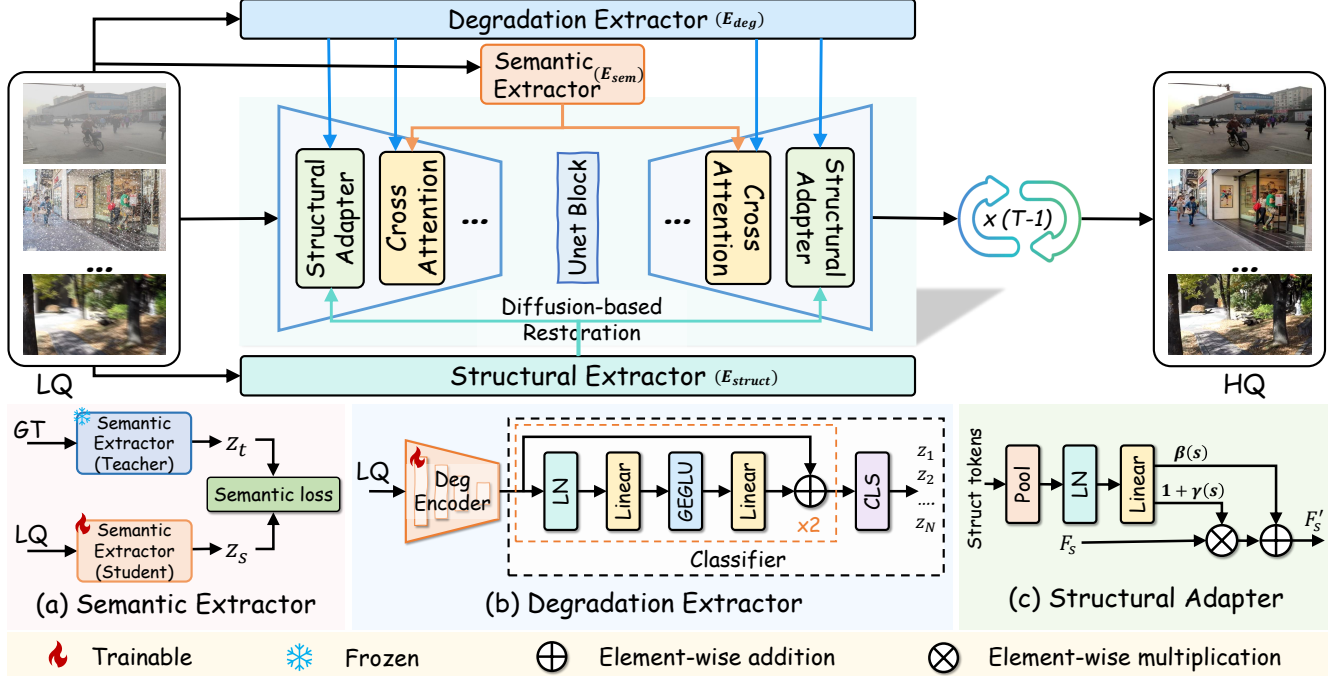 Degradation Extractor (E_deg)
Semantic
Extractor
(E_sem)
Structural
Adapter
Cross
Attention
...
Unet Block
...
Cross
Attention
Structural
Adapter
x (T-1)
...
...
Diffusion-based
Restoration
Structural Extractor (E_struct)
LQ
HQ
GT
Semantic
Extractor
(Teacher)
z_t
Semantic loss
LQ
Semantic
Extractor
(Student)
z_s
(a) Semantic Extractor
LQ
Deg
Encoder
LN
Linear
GEGLU
Linear
x2
CLS
z_1
z_2
....
z_N
Classifier
(b) Degradation Extractor
Struct tokens
Pool
LN
Linear
β(s)
1 + γ(s)
F_s
F_s′
(c) Structural Adapter
Trainable
Frozen
Element-wise addition
Element-wise multiplication